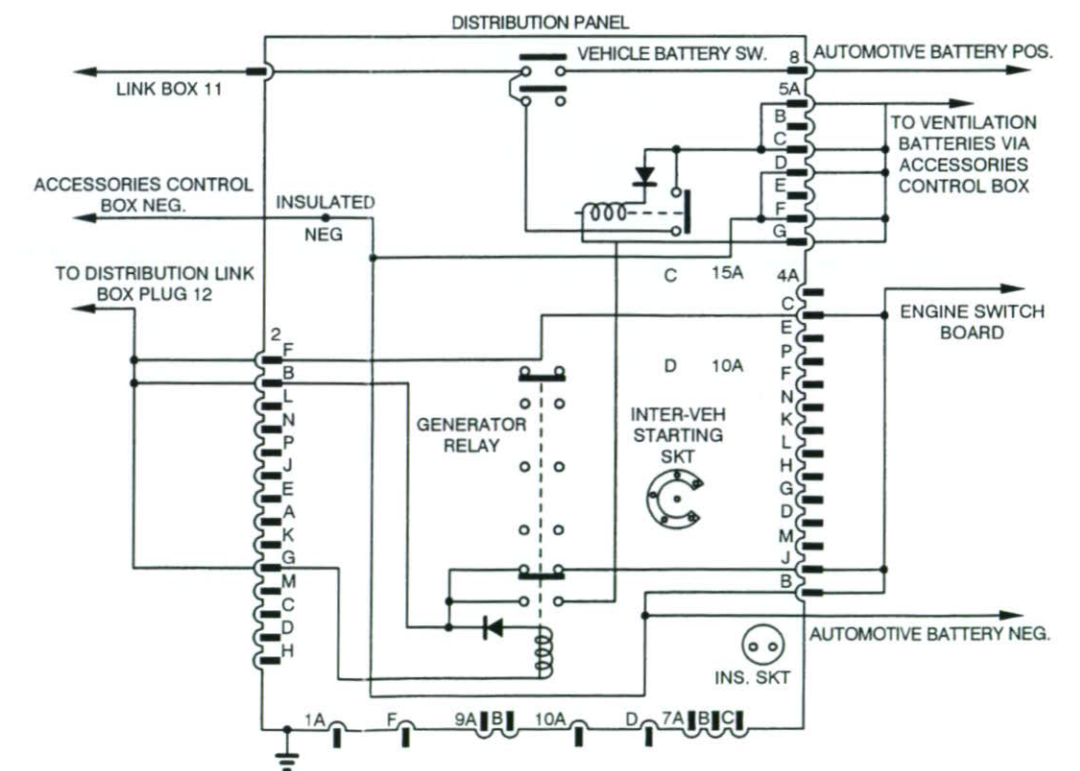 DISTRIBUTION PANEL
VEHICLE BATTERY SW.
8
AUTOMOTIVE BATTERY POS.
LINK BOX 11
5A
B
C
D
E
F
G
TO VENTILATION
BATTERIES VIA
ACCESSORIES
CONTROL BOX
ACCESSORIES CONTROL
BOX NEG.
INSULATED
NEG
TO DISTRIBUTION LINK
BOX PLUG 12
C 15A
D 10A
4A
C
E
P
F
N
K
L
H
G
D
M
J
B
ENGINE SWITCH
BOARD
2
F
B
L
N
P
J
E
A
K
G
M
C
D
H
GENERATOR
RELAY
INTER-VEH
STARTING
SKT
AUTOMOTIVE BATTERY NEG.
INS. SKT
1A F 9A B 10A D 7A B C